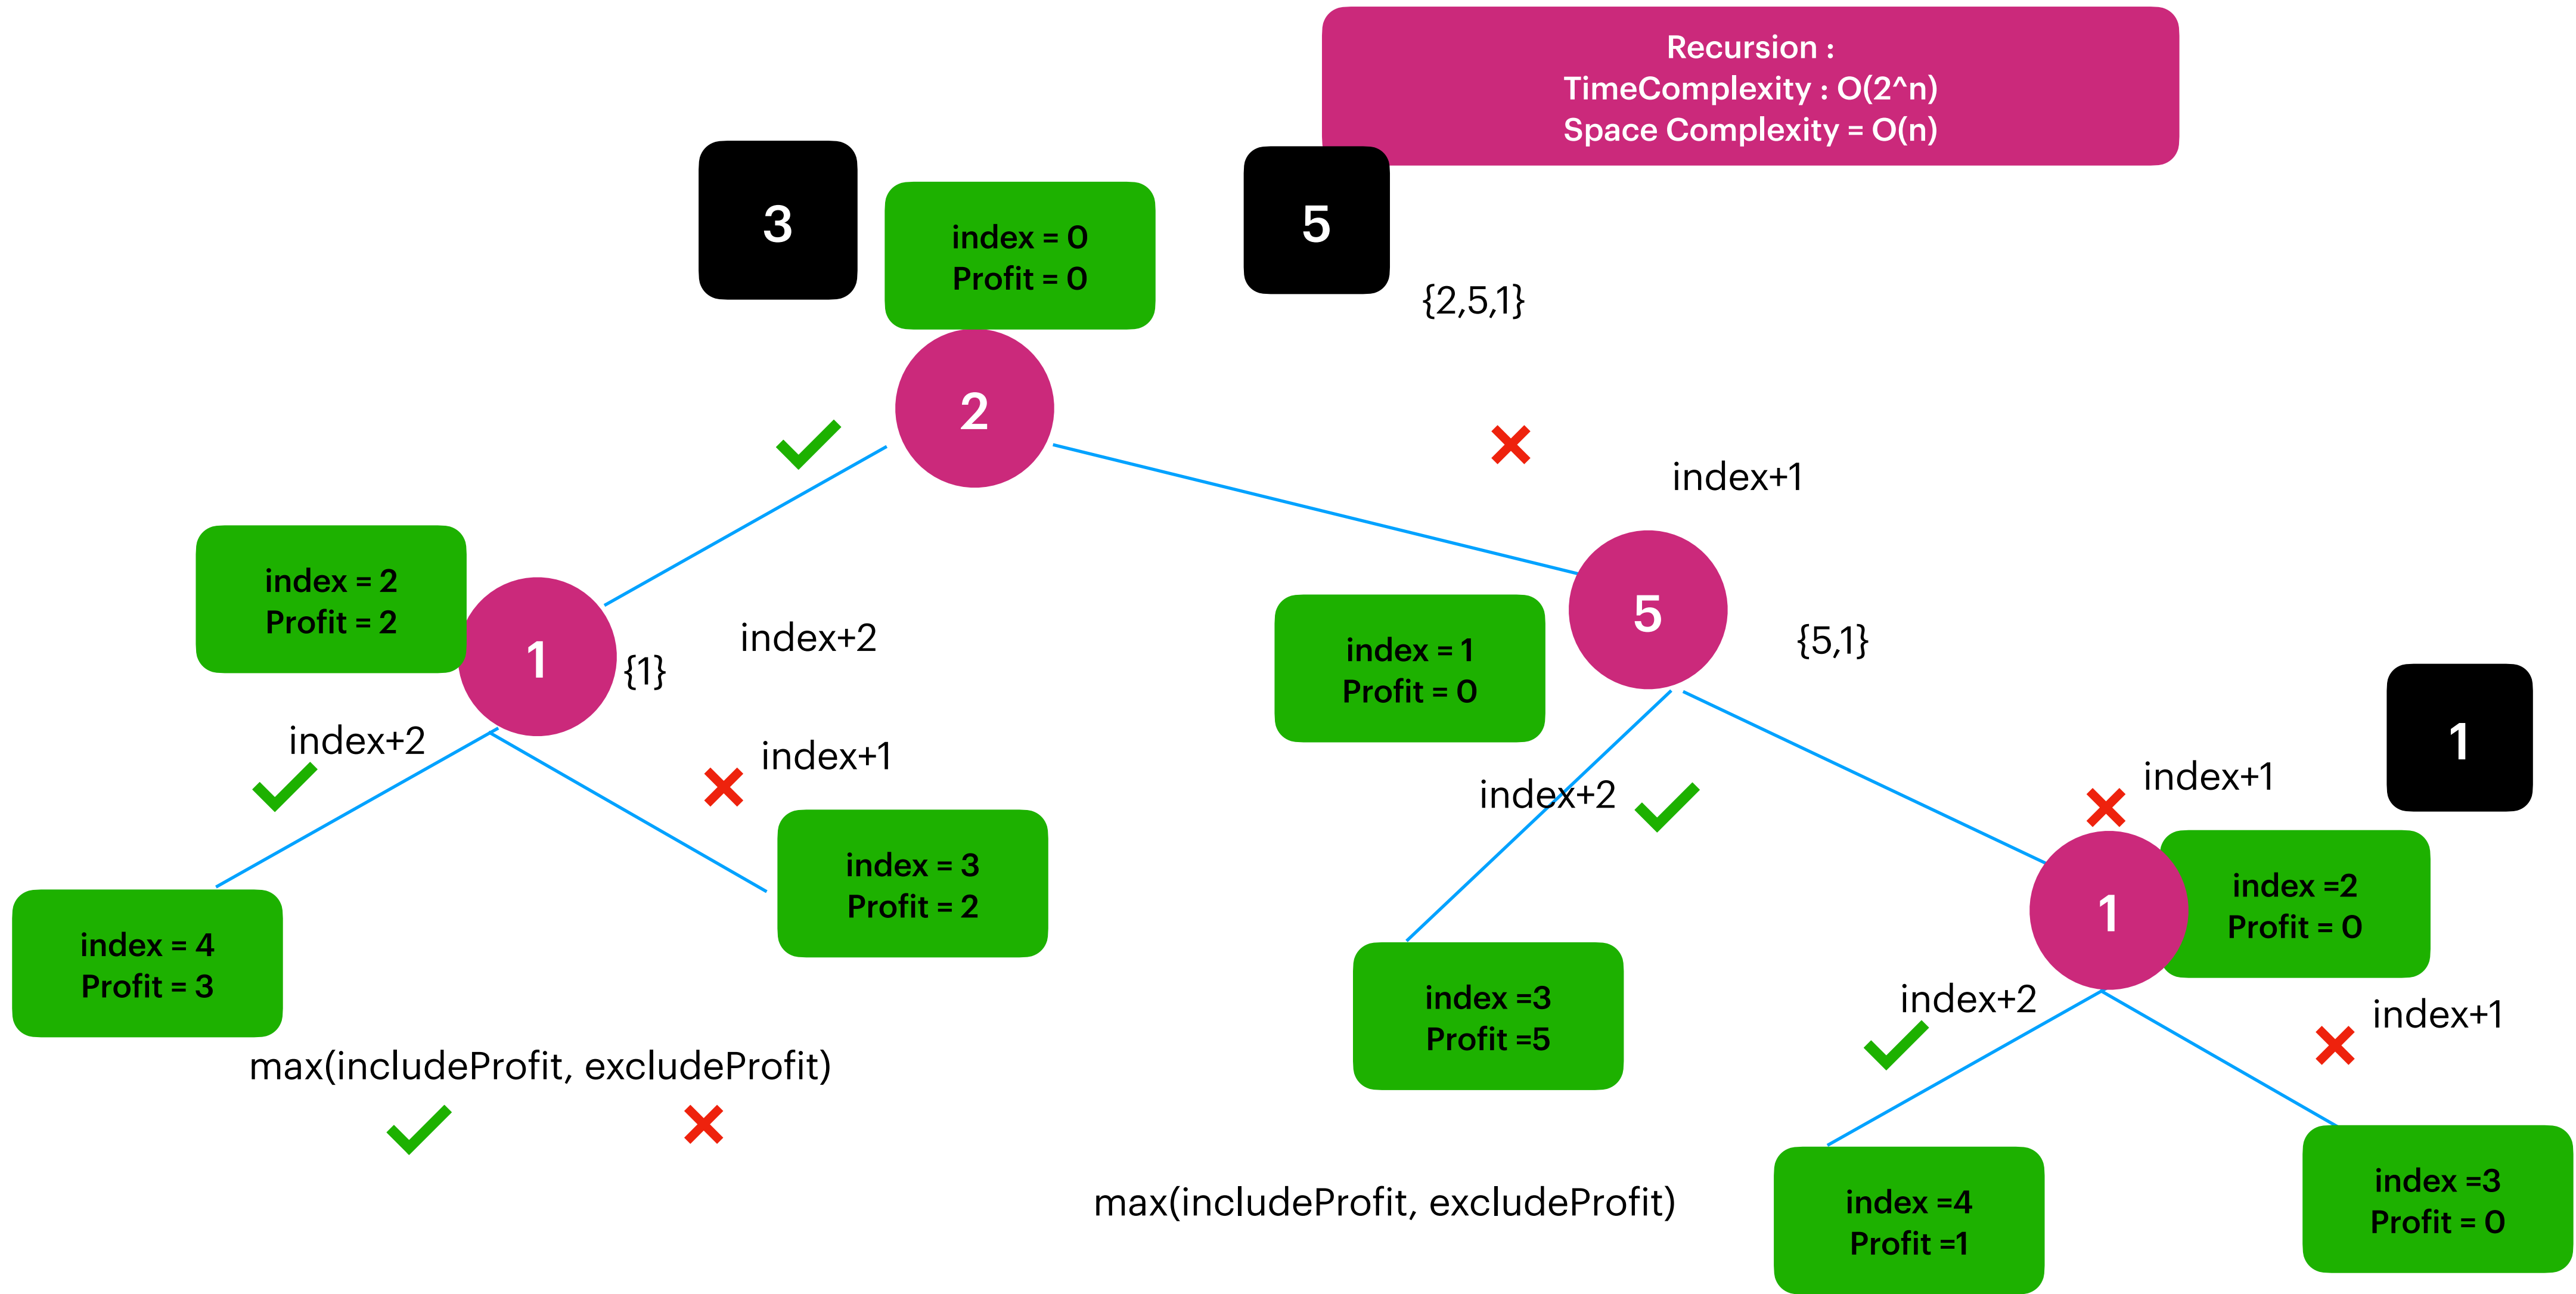 Recursion :
TimeComplexity : O(2^n)
Space Complexity = O(n)
3
index = 0
Profit = 0
5
{2,5,1}
2
index+1
index = 2
Profit = 2
1
{1}
index+2
5
{5,1}
index = 1
Profit = 0
1
index+2
index+1
index+2
index+1
index = 3
Profit = 2
1
index =2
Profit = 0
index = 4
Profit = 3
index =3
Profit =5
index+2
index+1
max(includeProfit, excludeProfit)
max(includeProfit, excludeProfit)
index =4
Profit =1
index =3
Profit = 0